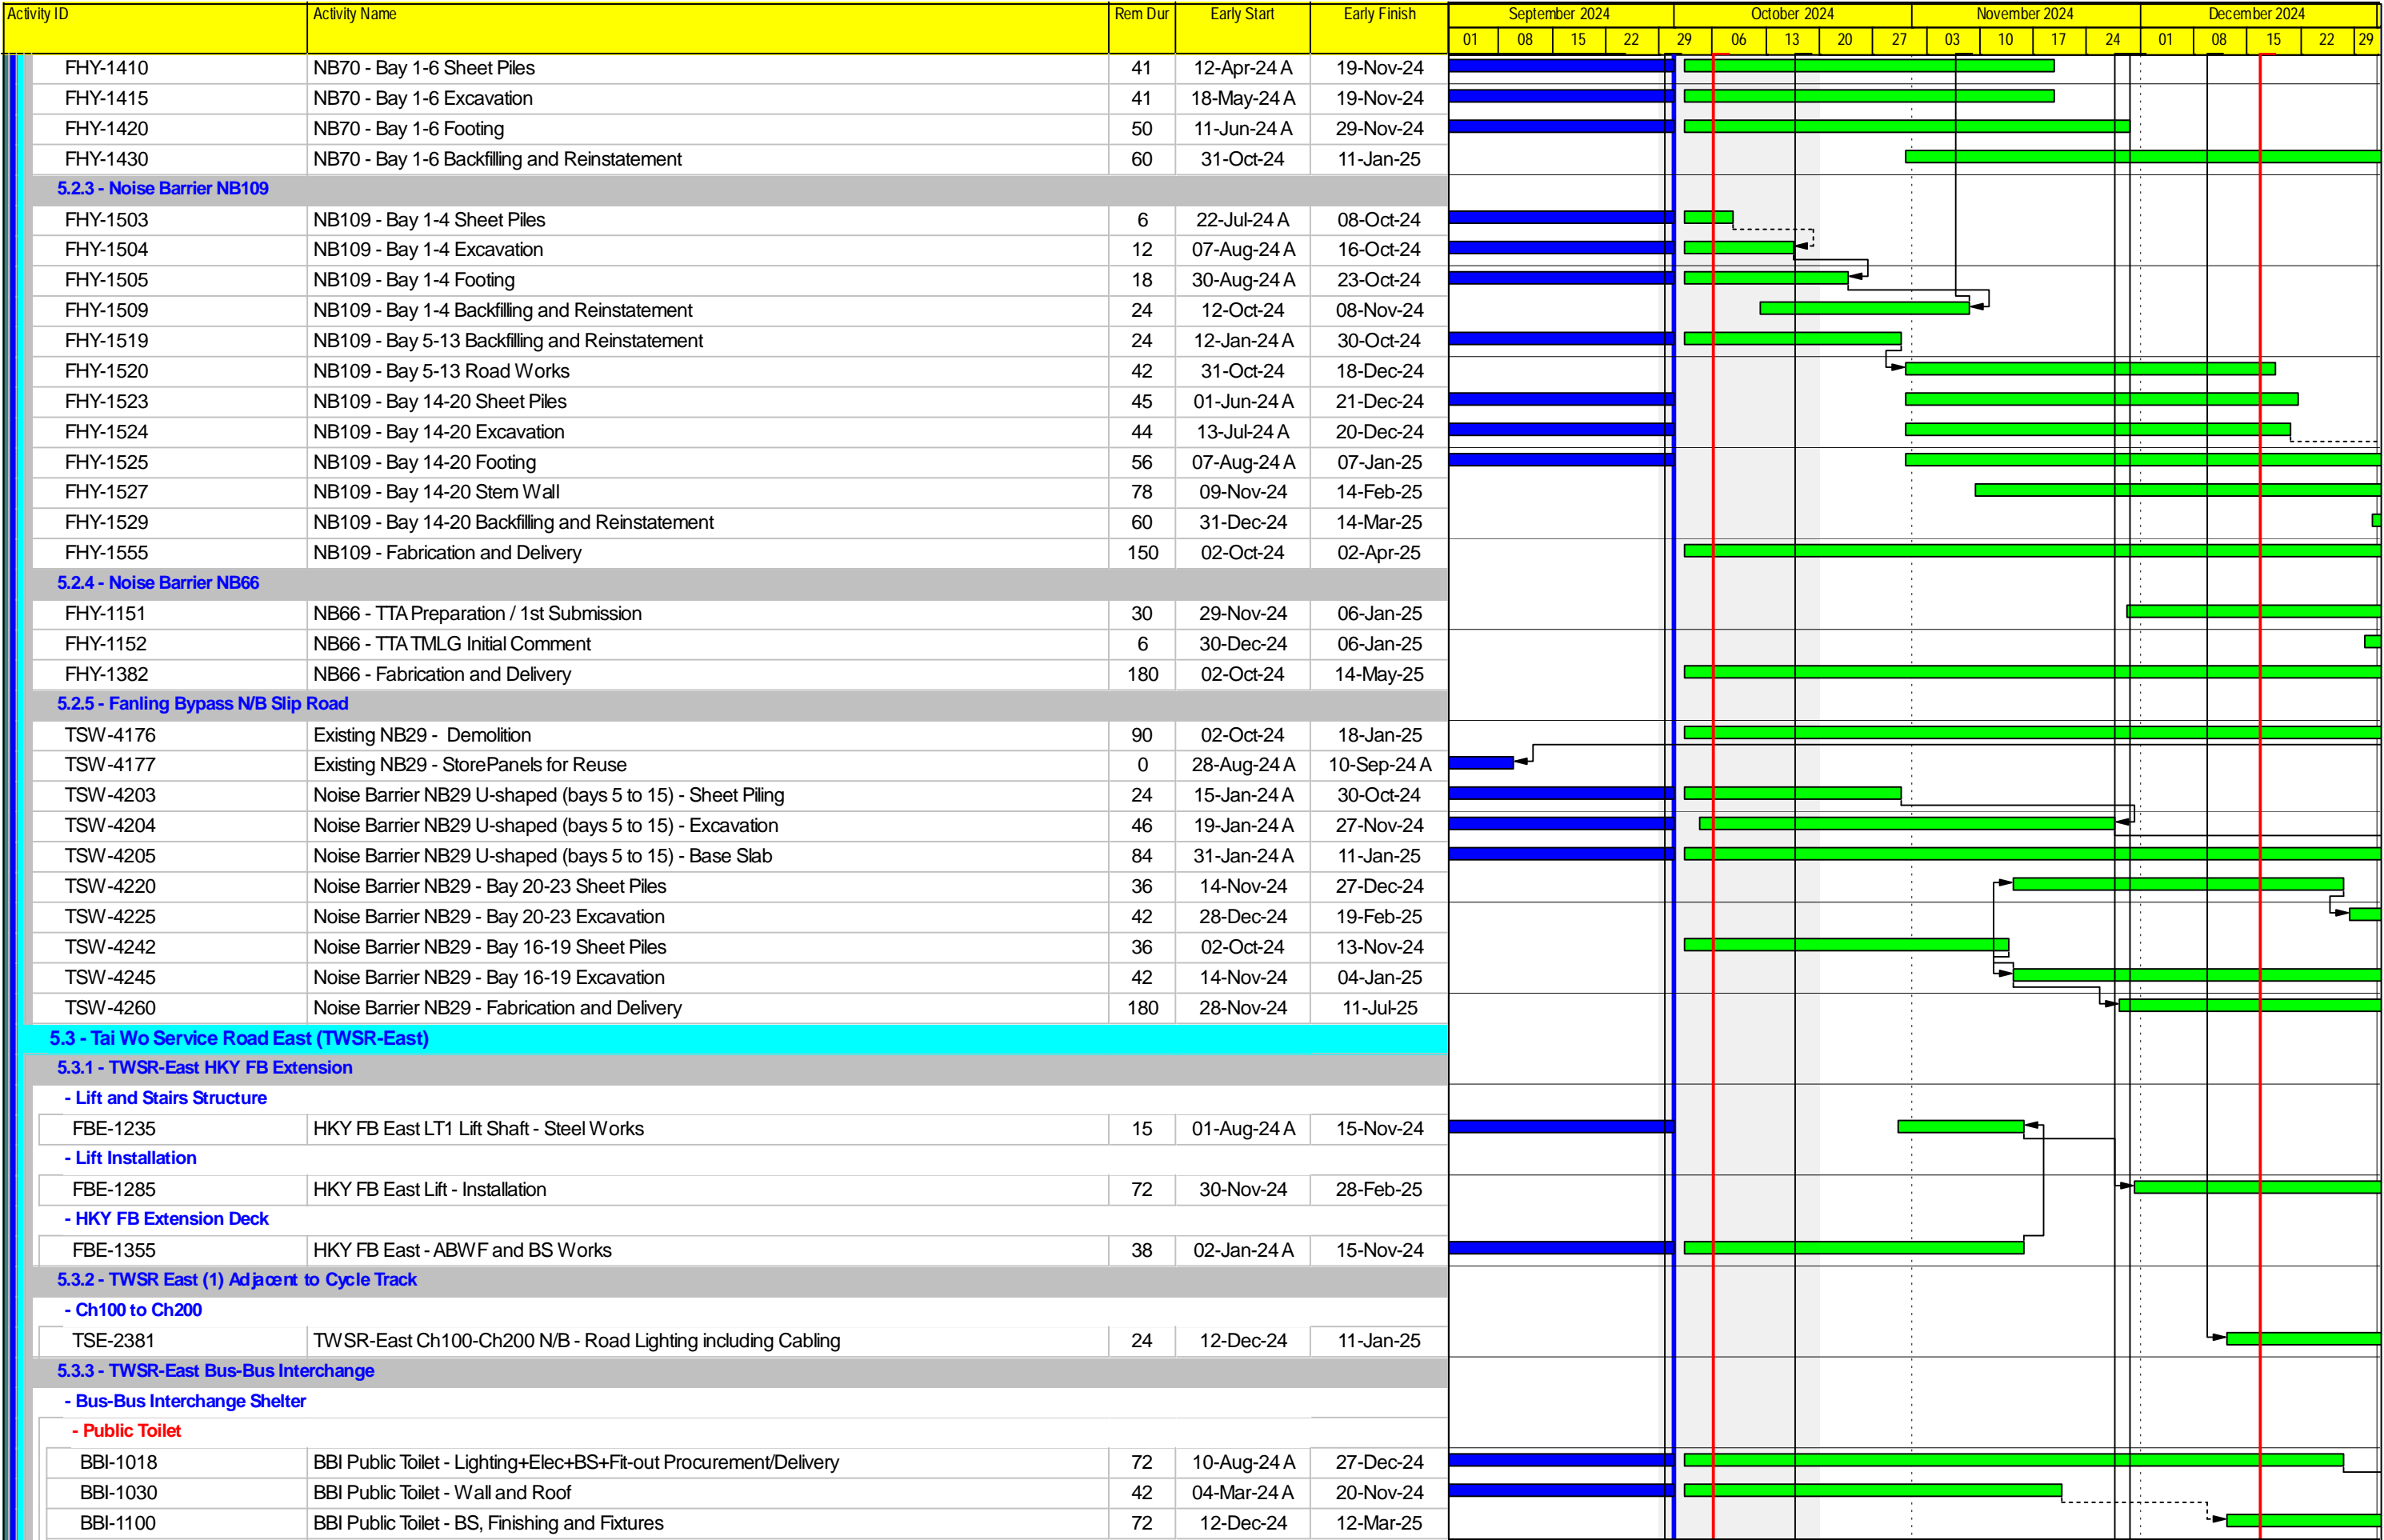 Activity ID Activity Name Rem Dur Early Start Early Finish September 2024 October 2024 November 2024 December 2024
01 08 15 22 29 06 13 20 27 03 10 17 24 01 08 15 22 29
FHY-1410 NB70 - Bay 1-6 Sheet Piles 41 12-Apr-24 A 19-Nov-24
FHY-1415 NB70 - Bay 1-6 Excavation 41 18-May-24 A 19-Nov-24
FHY-1420 NB70 - Bay 1-6 Footing 50 11-Jun-24 A 29-Nov-24
FHY-1430 NB70 - Bay 1-6 Backfilling and Reinstatement 60 31-Oct-24 11-Jan-25
5.2.3 - Noise Barrier NB109
FHY-1503 NB109 - Bay 1-4 Sheet Piles 6 22-Jul-24 A 08-Oct-24
FHY-1504 NB109 - Bay 1-4 Excavation 12 07-Aug-24 A 16-Oct-24
FHY-1505 NB109 - Bay 1-4 Footing 18 30-Aug-24 A 23-Oct-24
FHY-1509 NB109 - Bay 1-4 Backfilling and Reinstatement 24 12-Oct-24 08-Nov-24
FHY-1519 NB109 - Bay 5-13 Backfilling and Reinstatement 24 12-Jan-24 A 30-Oct-24
FHY-1520 NB109 - Bay 5-13 Road Works 42 31-Oct-24 18-Dec-24
FHY-1523 NB109 - Bay 14-20 Sheet Piles 45 01-Jun-24 A 21-Dec-24
FHY-1524 NB109 - Bay 14-20 Excavation 44 13-Jul-24 A 20-Dec-24
FHY-1525 NB109 - Bay 14-20 Footing 56 07-Aug-24 A 07-Jan-25
FHY-1527 NB109 - Bay 14-20 Stem Wall 78 09-Nov-24 14-Feb-25
FHY-1529 NB109 - Bay 14-20 Backfilling and Reinstatement 60 31-Dec-24 14-Mar-25
FHY-1555 NB109 - Fabrication and Delivery 150 02-Oct-24 02-Apr-25
5.2.4 - Noise Barrier NB66
FHY-1151 NB66 - TTA Preparation / 1st Submission 30 29-Nov-24 06-Jan-25
FHY-1152 NB66 - TTA TMLG Initial Comment 6 30-Dec-24 06-Jan-25
FHY-1382 NB66 - Fabrication and Delivery 180 02-Oct-24 14-May-25
5.2.5 - Fanling Bypass N/B Slip Road
TSW-4176 Existing NB29 - Demolition 90 02-Oct-24 18-Jan-25
TSW-4177 Existing NB29 - StorePanels for Reuse 0 28-Aug-24 A 10-Sep-24 A
TSW-4203 Noise Barrier NB29 U-shaped (bays 5 to 15) - Sheet Piling 24 15-Jan-24 A 30-Oct-24
TSW-4204 Noise Barrier NB29 U-shaped (bays 5 to 15) - Excavation 46 19-Jan-24 A 27-Nov-24
TSW-4205 Noise Barrier NB29 U-shaped (bays 5 to 15) - Base Slab 84 31-Jan-24 A 11-Jan-25
TSW-4220 Noise Barrier NB29 - Bay 20-23 Sheet Piles 36 14-Nov-24 27-Dec-24
TSW-4225 Noise Barrier NB29 - Bay 20-23 Excavation 42 28-Dec-24 19-Feb-25
TSW-4242 Noise Barrier NB29 - Bay 16-19 Sheet Piles 36 02-Oct-24 13-Nov-24
TSW-4245 Noise Barrier NB29 - Bay 16-19 Excavation 42 14-Nov-24 04-Jan-25
TSW-4260 Noise Barrier NB29 - Fabrication and Delivery 180 28-Nov-24 11-Jul-25
5.3 - Tai Wo Service Road East (TWSR-East)
5.3.1 - TWSR-East HKY FB Extension
- Lift and Stairs Structure
FBE-1235 HKY FB East LT1 Lift Shaft - Steel Works 15 01-Aug-24 A 15-Nov-24
- Lift Installation
FBE-1285 HKY FB East Lift - Installation 72 30-Nov-24 28-Feb-25
- HKY FB Extension Deck
FBE-1355 HKY FB East - ABWF and BS Works 38 02-Jan-24 A 15-Nov-24
5.3.2 - TWSR East (1) Adjacent to Cycle Track
- Ch100 to Ch200
TSE-2381 TWSR-East Ch100-Ch200 N/B - Road Lighting including Cabling 24 12-Dec-24 11-Jan-25
5.3.3 - TWSR-East Bus-Bus Interchange
- Bus-Bus Interchange Shelter
- Public Toilet
BBI-1018 BBI Public Toilet - Lighting+Elec+BS+Fit-out Procurement/Delivery 72 10-Aug-24 A 27-Dec-24
BBI-1030 BBI Public Toilet - Wall and Roof 42 04-Mar-24 A 20-Nov-24
BBI-1100 BBI Public Toilet - BS, Finishing and Fixtures 72 12-Dec-24 12-Mar-25